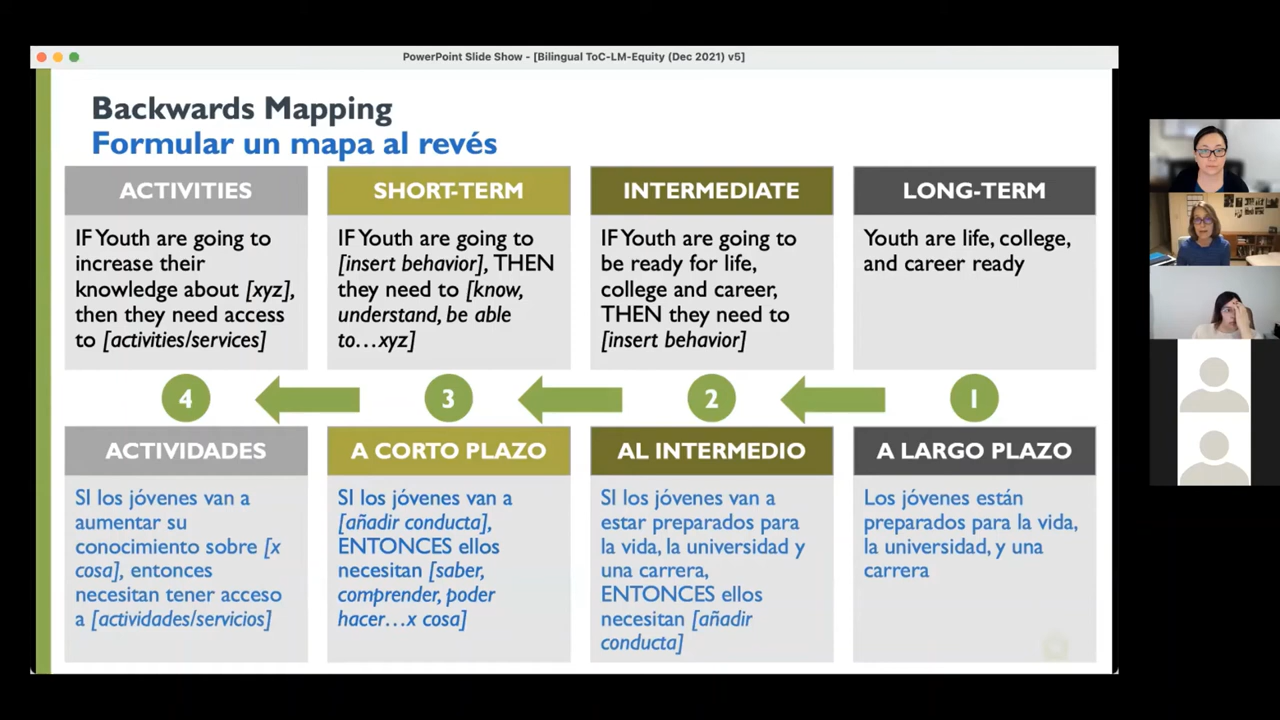 PowerPoint Slide Show - [Bilingual ToC-LM-Equity (Dec 2021) v5]
Backwards Mapping
Formular un mapa al revés
ACTIVITIES
IF Youth are going to
increase their
knowledge about [xyz],
then they need access
to [activities/services]
SHORT-TERM
IF Youth are going to
[insert behavior], THEN
they need to [know,
understand, be able
to…xyz]
INTERMEDIATE
IF Youth are going to
be ready for life,
college and career,
THEN they need to
[insert behavior]
LONG-TERM
Youth are life, college,
and career ready
4
3
2
1
ACTIVIDADES
SI los jóvenes van a
aumentar su
conocimiento sobre [x
cosa], entonces
necesitan tener acceso
a [actividades/servicios]
A CORTO PLAZO
SI los jóvenes van a
[añadir conducta],
ENTONCES ellos
necesitan [saber,
comprender, poder
hacer…x cosa]
AL INTERMEDIO
SI los jóvenes van a
estar preparados para
la vida, la universidad y
una carrera,
ENTONCES ellos
necesitan [añadir
conducta]
A LARGO PLAZO
Los jóvenes están
preparados para la vida,
la universidad, y una
carrera